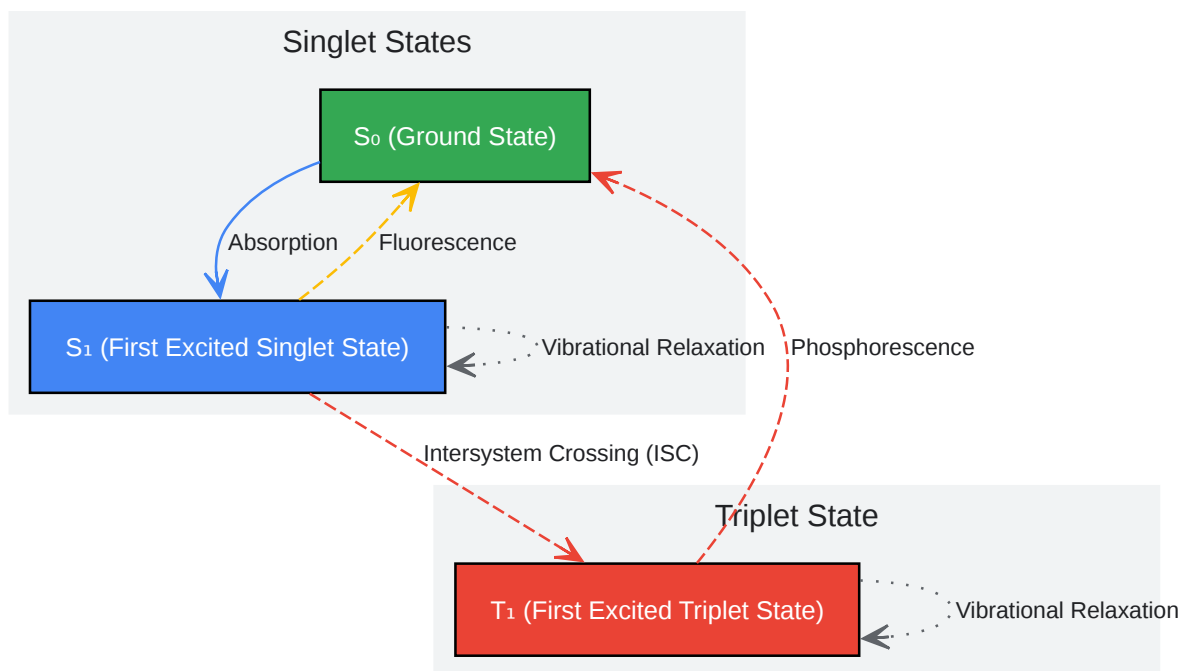 Singlet States
S₀ (Ground State)
Absorption
Fluorescence
S₁ (First Excited Singlet State)
Vibrational Relaxation
Phosphorescence
Intersystem Crossing (ISC)
Triplet State
T₁ (First Excited Triplet State)
Vibrational Relaxation